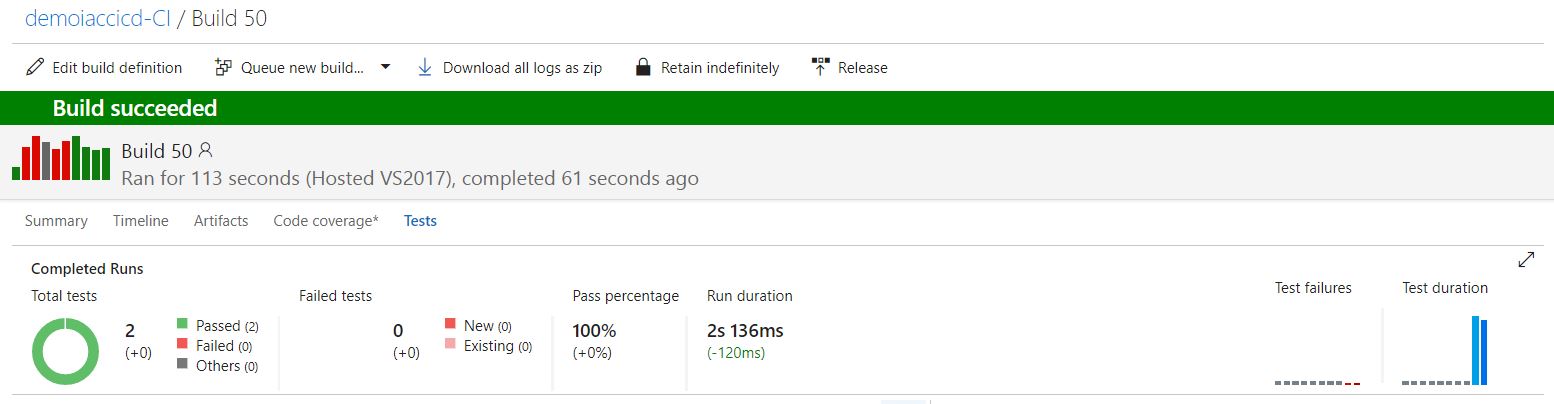 demoiaccicd-CI / Build 50
Edit build definition Queue new build... Download all logs as zip Retain indefinitely Release
Build succeeded
Build 50
Ran for 113 seconds (Hosted VS2017), completed 61 seconds ago
Summary Timeline Artifacts Code coverage* Tests
Completed Runs
Total tests
2
(+0)
Passed (2)
Failed (0)
Others (0)
Failed tests
0
(+0)
New (0)
Existing (0)
Pass percentage
100%
(+0%)
Run duration
2s 136ms
(-120ms)
Test failures
Test duration